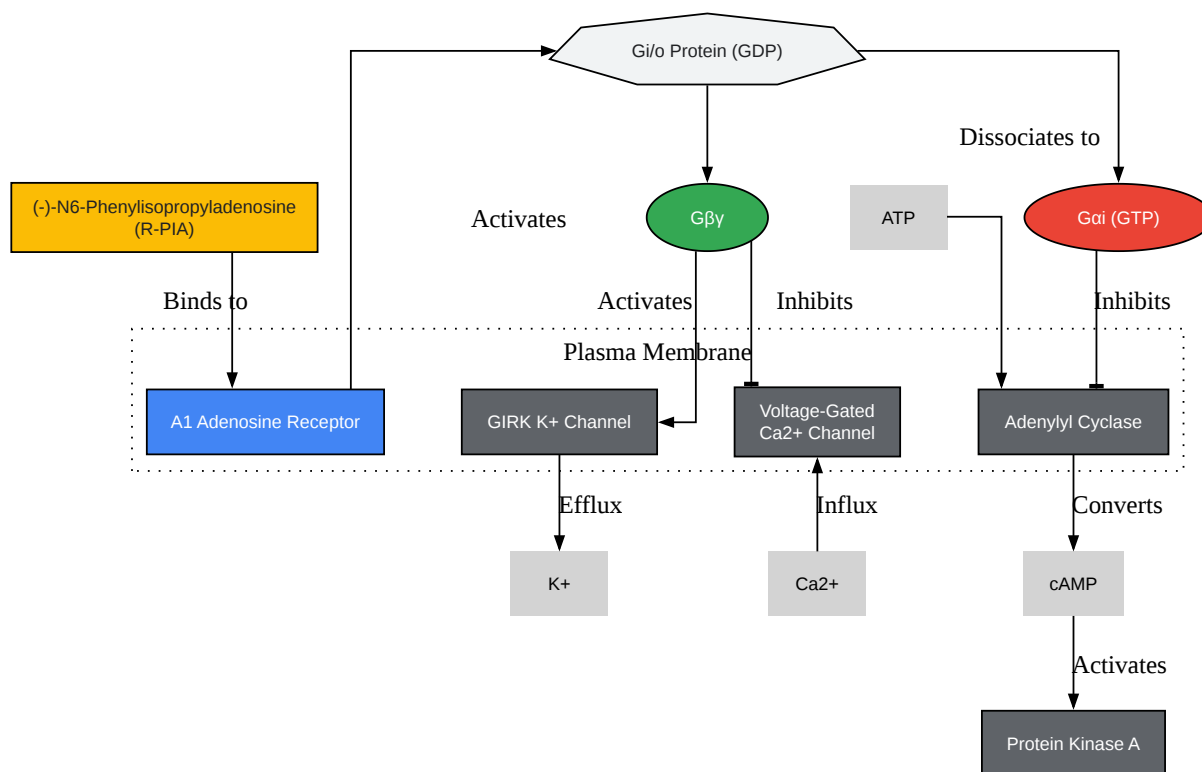 Gi/o Protein (GDP)
Dissociates to
(-)-N6-Phenylisopropyladenosine
(R-PIA)
Activates
Gβγ
ATP
Gαi (GTP)
Binds to
Activates
Inhibits
Inhibits
Plasma Membrane
A1 Adenosine Receptor
GIRK K+ Channel
Voltage-Gated
Ca2+ Channel
Adenylyl Cyclase
Efflux
Influx
Converts
K+
Ca2+
cAMP
Activates
Protein Kinase A